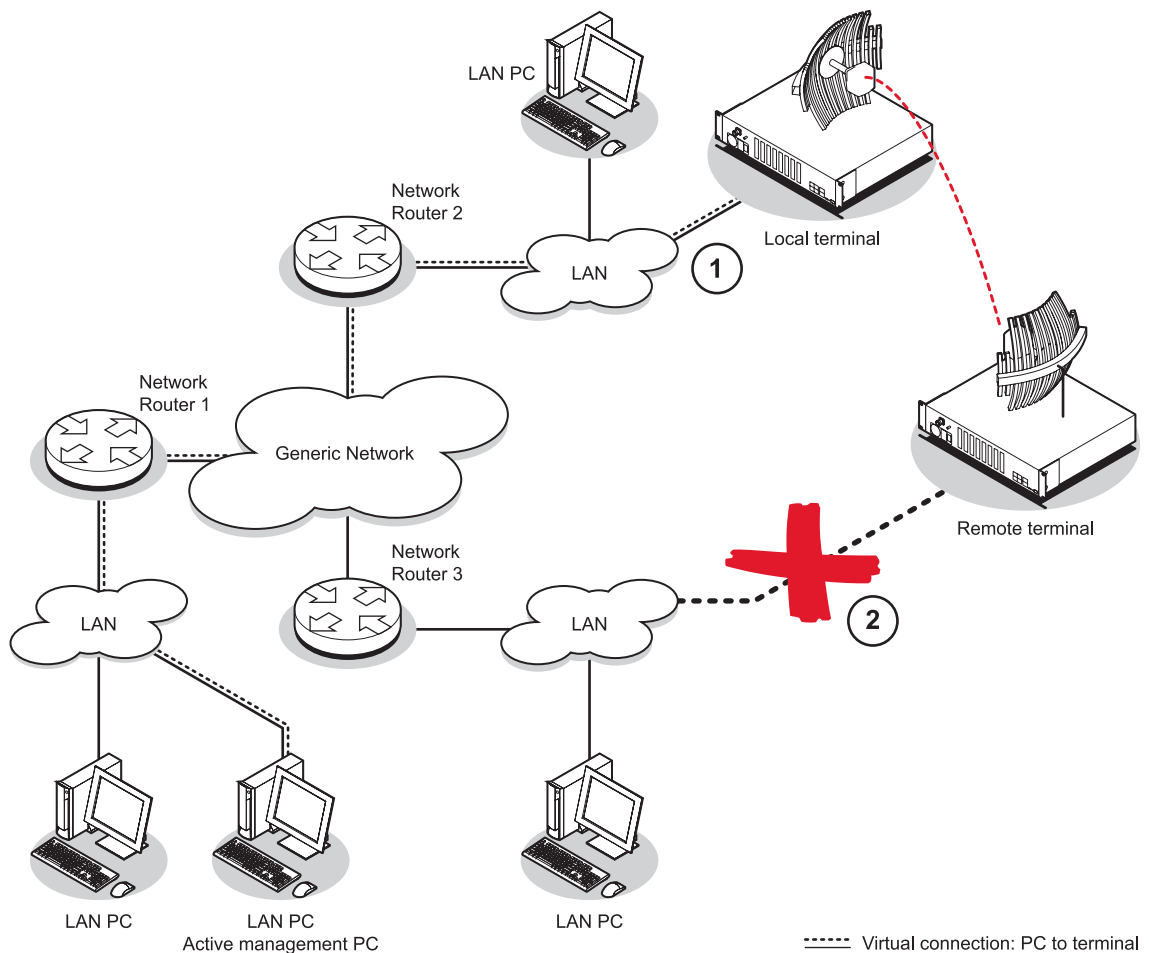 LAN PC
Network
Router 2
Local terminal
LAN
1
Network
Router 1
Generic Network
Remote terminal
Network
Router 3
LAN
LAN
2
LAN PC
LAN PC
Active management PC
LAN PC
Virtual connection: PC to terminal